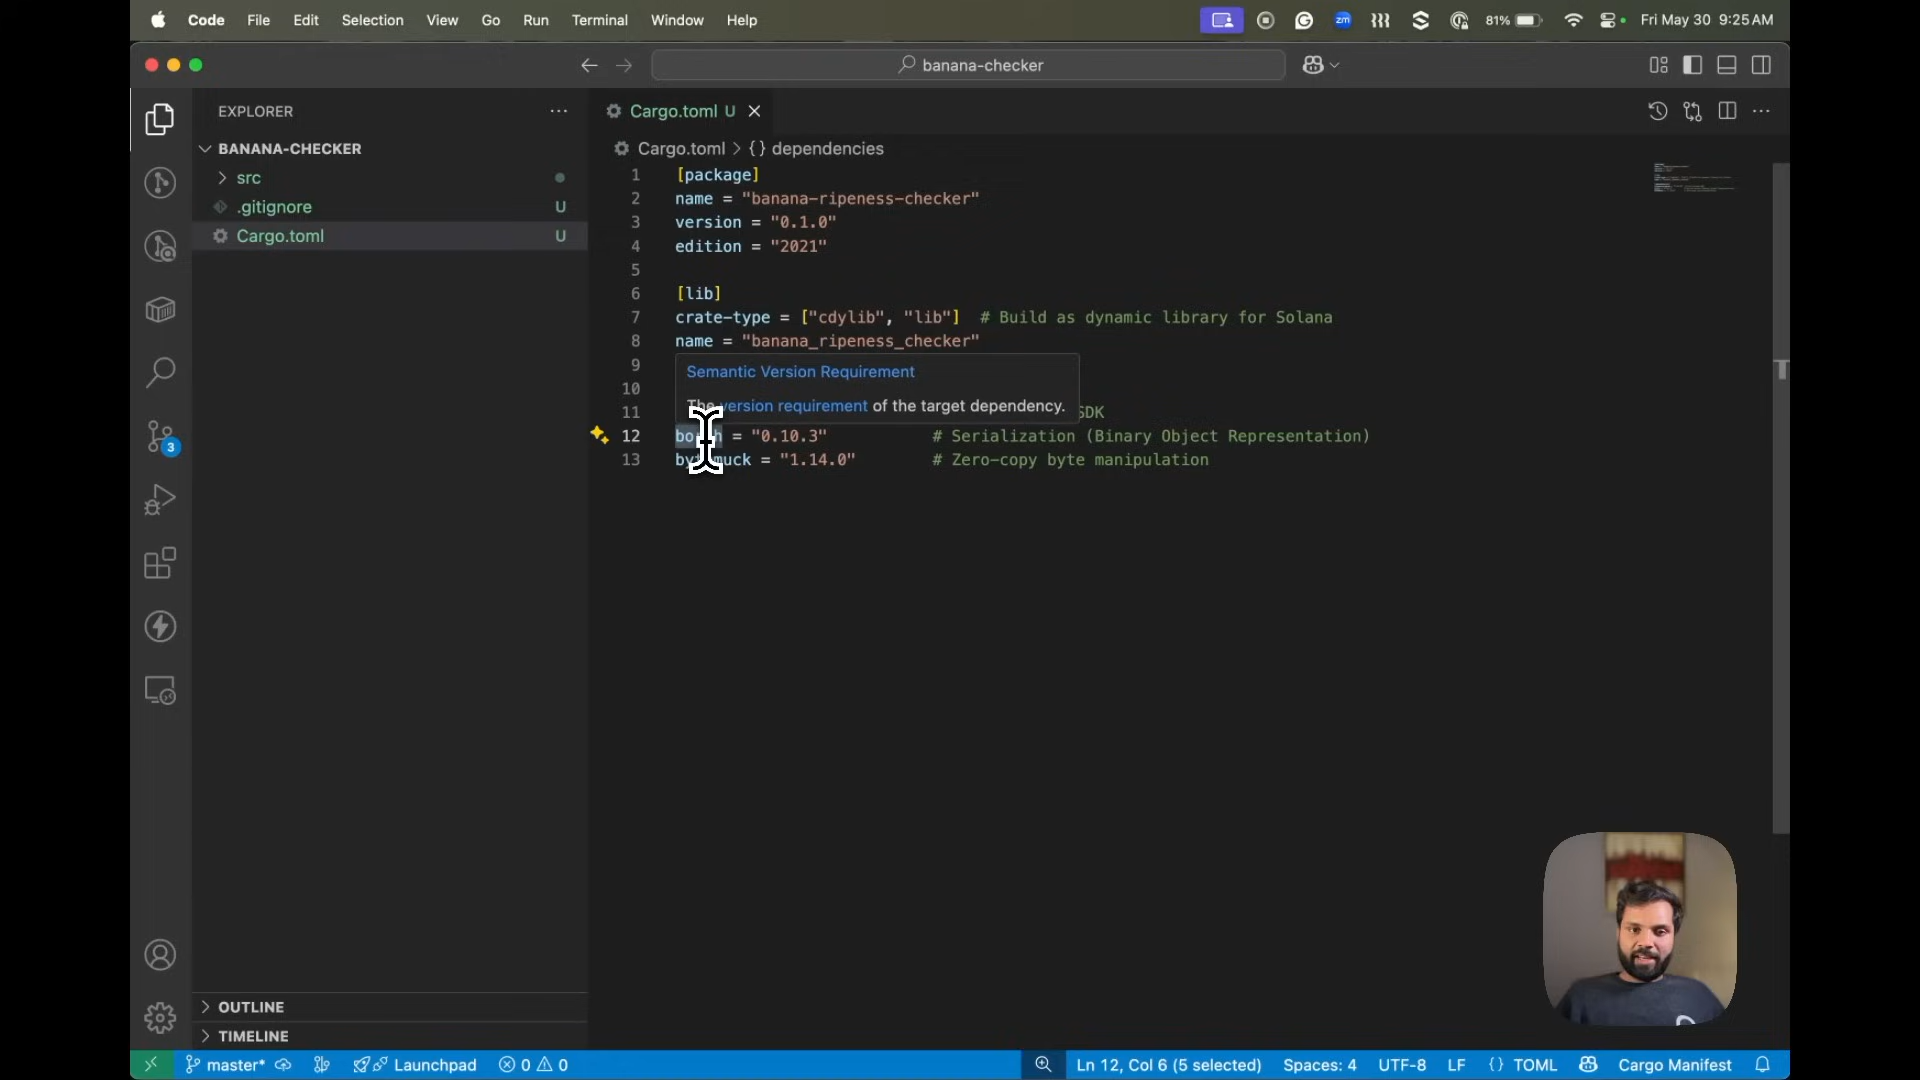 Code File Edit Selection View Go Run Terminal Window Help
zm
81%
Fri May 30 9:25 AM
banana-checker
EXPLORER
BANANA-CHECKER
src
.gitignore U
Cargo.toml U
OUTLINE
TIMELINE
Cargo.toml U
Cargo.toml > {} dependencies
1 [package]
2 name = "banana-ripeness-checker"
3 version = "0.1.0"
4 edition = "2021"
5
6 [lib]
7 crate-type = ["cdylib", "lib"] # Build as dynamic library for Solana
8 name = "banana_ripeness_checker"
9
10
Semantic Version Requirement
The version requirement of the target dependency.
11 SDK
12 = "0.10.3" # Serialization (Binary Object Representation)
13 = "1.14.0" # Zero-copy byte manipulation
3
master*
Launchpad
0 0
Ln 12, Col 6 (5 selected)
Spaces: 4
UTF-8
LF
{} TOML
Cargo Manifest